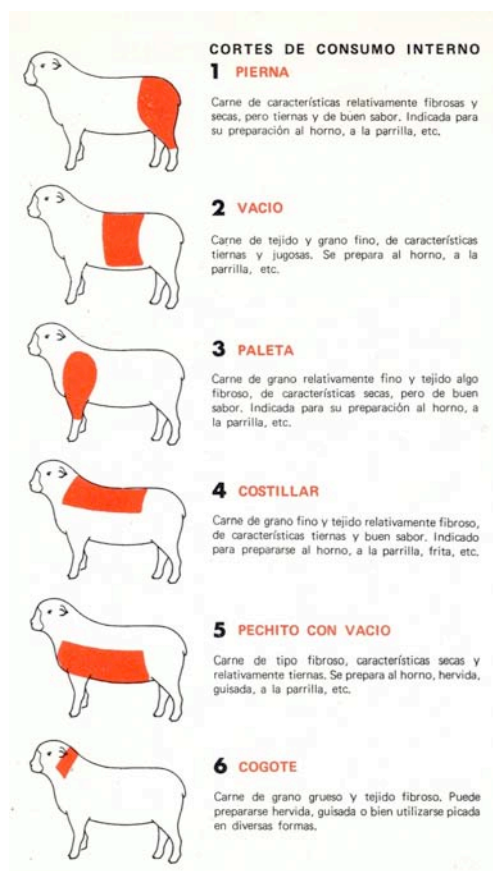 CORTES DE CONSUMO INTERNO
1 PIERNA
Carne de características relativamente fibrosas y
secas, pero tiernas y de buen sabor. Indicada para
su preparación al horno, a la parrilla, etc.
2 VACIO
Carne de tejido y grano fino, de características
tiernas y jugosas. Se prepara al horno, a la
parrilla, etc.
3 PALETA
Carne de grano relativamente fino y tejido algo
fibroso, de características secas, pero de buen
sabor. Indicada para su preparación al horno, a
la parrilla, etc.
4 COSTILLAR
Carne de grano fino y tejido relativamente fibroso,
de características tiernas y buen sabor. Indicado
para prepararse al horno, a la parrilla, frita, etc.
5 PECHITO CON VACIO
Carne de tipo fibroso, características secas y
relativamente tiernas. Se prepara al horno, hervida,
guisada, a la parrilla, etc.
6 COGOTE
Carne de grano grueso y tejido fibroso. Puede
prepararse hervida, guisada o bien utilizarse picada
en diversas formas.